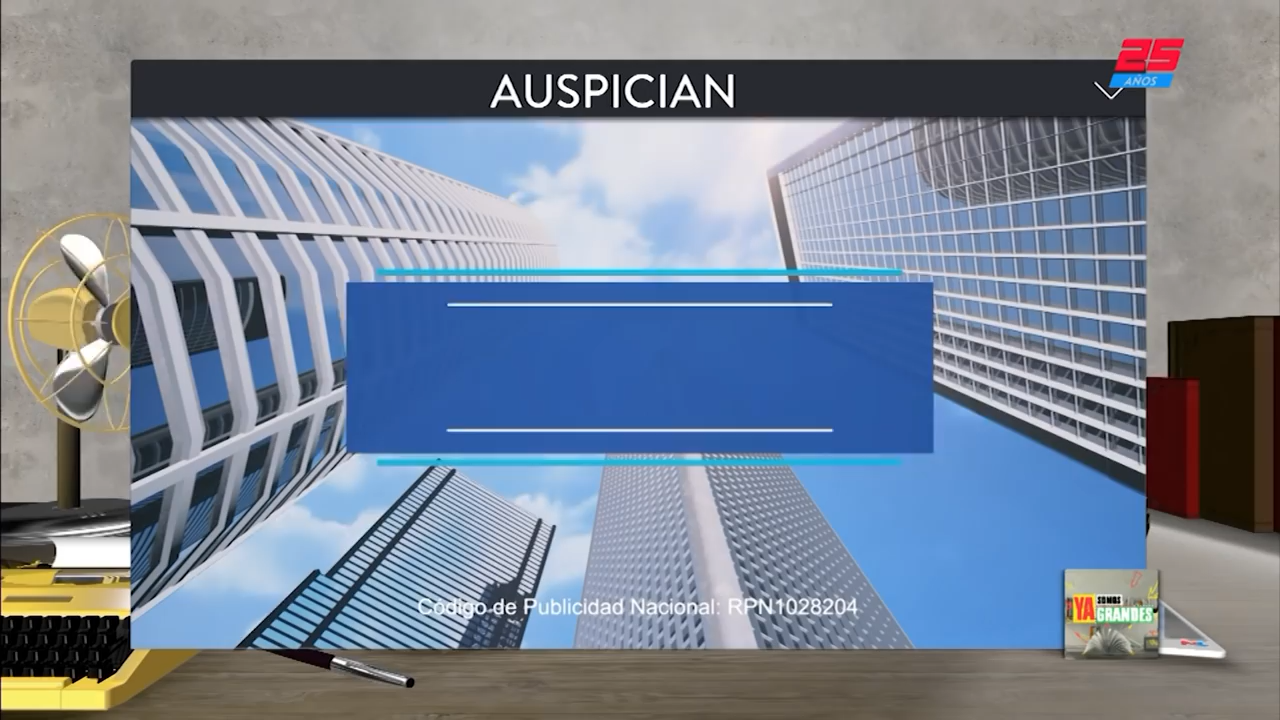 AUSPICIAN
25
AÑOS
Código de Publicidad Nacional: RPN1028204
YA SOMOS
GRANDES